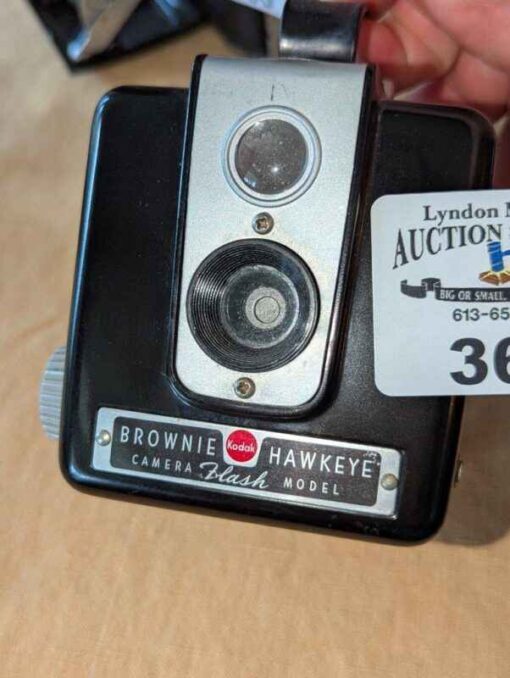 Lyndon
AUCTION
BIG OR SMALL,
613-65
36
BROWNIE Kodak HAWKEYE
CAMERA Flash MODEL